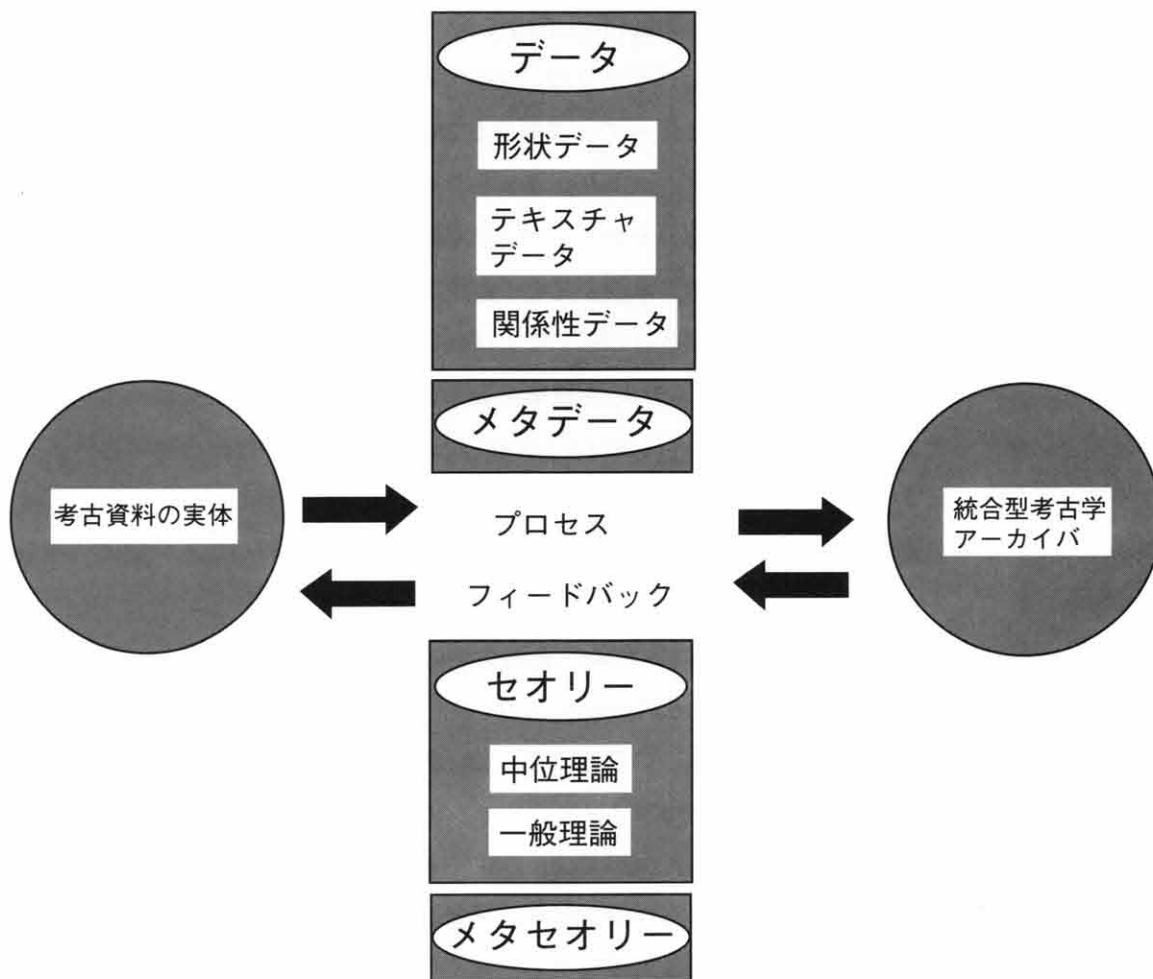 データ
形状データ
テキスチャ
データ
関係性データ
メタデータ
考古資料の実体
プロセス
フィードバック
統合型考古学
アーカイバ
セオリー
中位理論
一般理論
メタセオリー